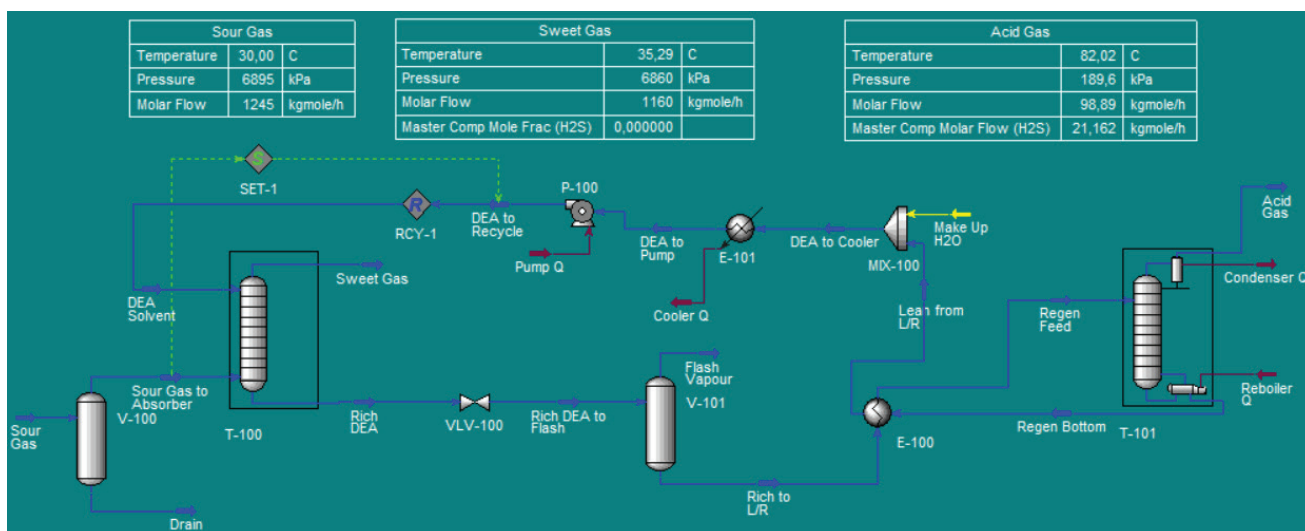 Sour Gas
Temperature 30,00 C
Pressure 6895 kPa
Molar Flow 1245 kgmole/h
Sweet Gas
Temperature 35,29 C
Pressure 6860 kPa
Molar Flow 1160 kgmole/h
Master Comp Mole Frac (H2S) 0,000000
Acid Gas
Temperature 82,02 C
Pressure 189,6 kPa
Molar Flow 98,89 kgmole/h
Master Comp Molar Flow (H2S) 21,162 kgmole/h
S
SET-1
R
RCY-1
DEA to
Recycle
P-100
Pump Q
DEA to
Pump
E-101
Cooler Q
DEA to Cooler
MIX-100
Make Up
H2O
Acid
Gas
Condenser Q
Sweet Gas
DEA
Solvent
Lean from
L/R
Regen
Feed
Reboiler
Q
Sour Gas to
Absorber
V-100
Sour
Gas
T-100
Rich
DEA
VLV-100
Rich DEA to
Flash
Flash
Vapour
V-101
E-100
Regen Bottom
T-101
Rich to
L/R
Drain